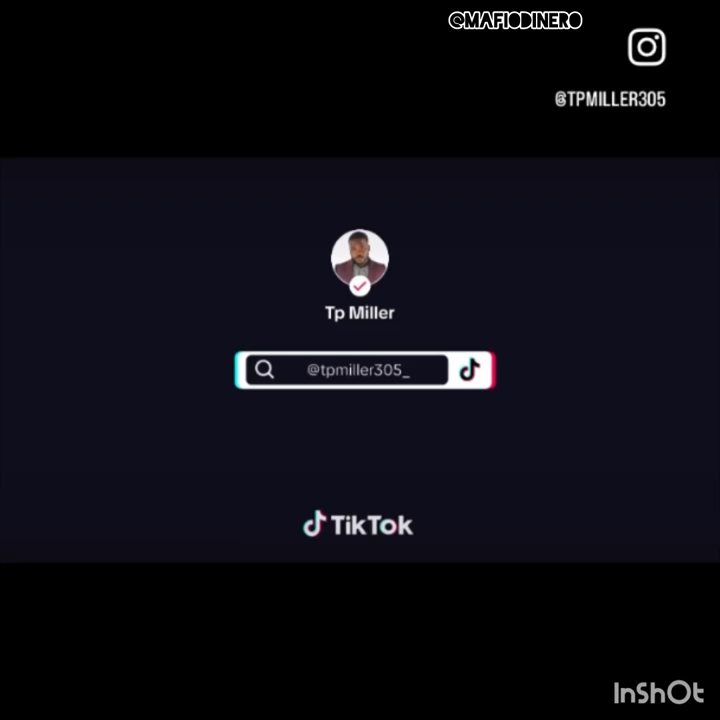 @MAFIODINERO
@TPMILLER305
Tp Miller
@tpmiller305_
TikTok
InShOt